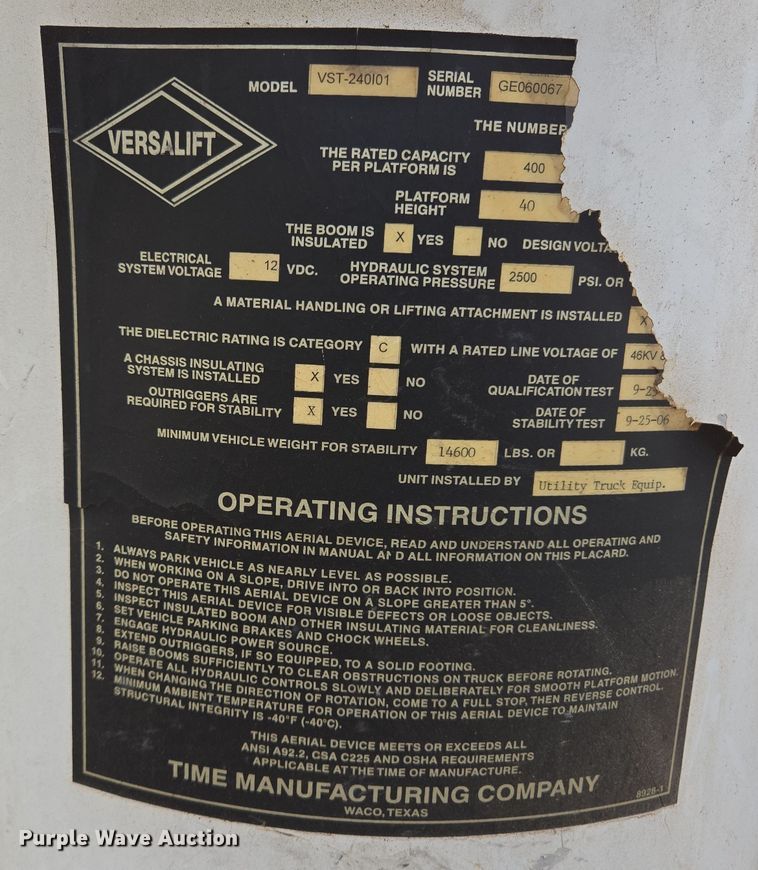 VERSALIFT
MODEL VST-240I01 SERIAL NUMBER GE060067
THE NUMBER
THE RATED CAPACITY PER PLATFORM IS 400
PLATFORM HEIGHT 40
THE BOOM IS INSULATED X YES NO DESIGN VOLTA
ELECTRICAL SYSTEM VOLTAGE 12 VDC. HYDRAULIC SYSTEM OPERATING PRESSURE 2500 PSI. OR
A MATERIAL HANDLING OR LIFTING ATTACHMENT IS INSTALLED X
THE DIELECTRIC RATING IS CATEGORY C WITH A RATED LINE VOLTAGE OF 46KV &
A CHASSIS INSULATING SYSTEM IS INSTALLED X YES NO DATE OF QUALIFICATION TEST 9-25
OUTRIGGERS ARE REQUIRED FOR STABILITY X YES NO DATE OF STABILITY TEST 9-25-06
MINIMUM VEHICLE WEIGHT FOR STABILITY 14600 LBS. OR KG.
UNIT INSTALLED BY Utility Truck Equip.
OPERATING INSTRUCTIONS
BEFORE OPERATING THIS AERIAL DEVICE, READ AND UNDERSTAND ALL OPERATING AND
SAFETY INFORMATION IN MANUAL AND ALL INFORMATION ON THIS PLACARD.
1. ALWAYS PARK VEHICLE AS NEARLY LEVEL AS POSSIBLE.
2. WHEN WORKING ON A SLOPE, DRIVE INTO OR BACK INTO POSITION.
3. DO NOT OPERATE THIS AERIAL DEVICE ON A SLOPE GREATER THAN 5°.
4. INSPECT THIS AERIAL DEVICE FOR VISIBLE DEFECTS OR LOOSE OBJECTS.
5. INSPECT INSULATED BOOM AND OTHER INSULATING MATERIAL FOR CLEANLINESS.
6. SET VEHICLE PARKING BRAKES AND CHOCK WHEELS.
7. ENGAGE HYDRAULIC POWER SOURCE.
8. EXTEND OUTRIGGERS, IF SO EQUIPPED, TO A SOLID FOOTING.
9. RAISE BOOMS SUFFICIENTLY TO CLEAR OBSTRUCTIONS ON TRUCK BEFORE ROTATING.
10. OPERATE ALL HYDRAULIC CONTROLS SLOWLY AND DELIBERATELY FOR SMOOTH PLATFORM MOTION.
11. WHEN CHANGING THE DIRECTION OF ROTATION, COME TO A FULL STOP, THEN REVERSE CONTROL.
12. MINIMUM AMBIENT TEMPERATURE FOR OPERATION OF THIS AERIAL DEVICE TO MAINTAIN
STRUCTURAL INTEGRITY IS -40°F (-40°C).
THIS AERIAL DEVICE MEETS OR EXCEEDS ALL
ANSI A92.2, CSA C225 AND OSHA REQUIREMENTS
APPLICABLE AT THE TIME OF MANUFACTURE.
TIME MANUFACTURING COMPANY
WACO, TEXAS
8928-1
Purple Wave Auction